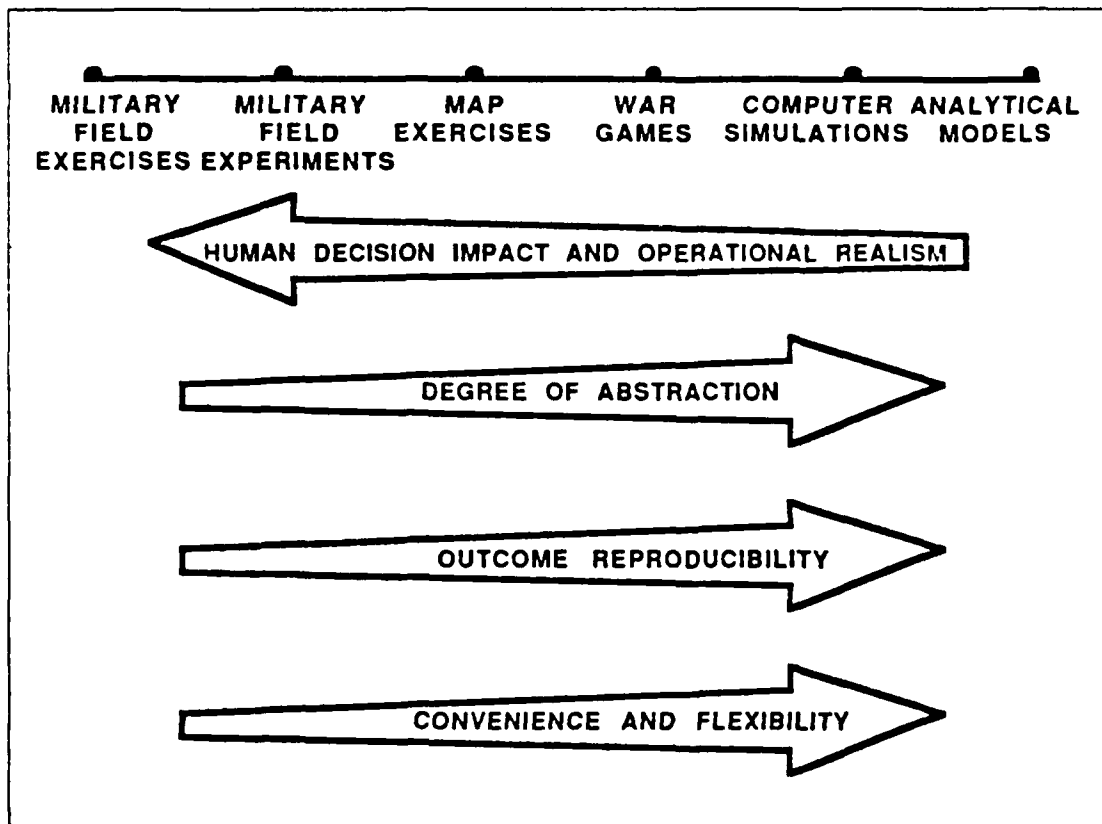 MILITARY FIELD EXERCISES
MILITARY FIELD EXPERIMENTS
MAP EXERCISES
WAR GAMES
COMPUTER SIMULATIONS
ANALYTICAL MODELS
HUMAN DECISION IMPACT AND OPERATIONAL REALISM
DEGREE OF ABSTRACTION
OUTCOME REPRODUCIBILITY
CONVENIENCE AND FLEXIBILITY